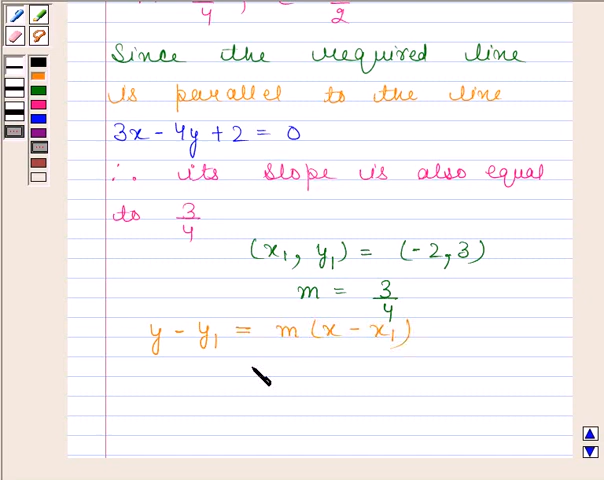 Since the required line
is parallel to the line
3x - 4y + 2 = 0
∴ its slope is also equal
to 3/4
(x₁, y₁) = (-2, 3)
m = 3/4
y - y₁ = m(x - x₁)